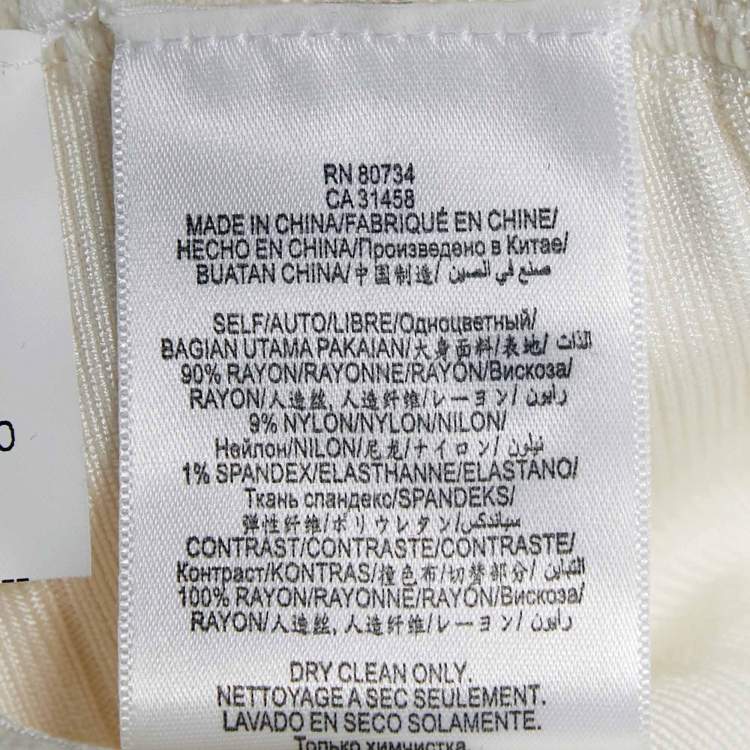 RN 80734
CA 31458
MADE IN CHINA/FABRIQUÉ EN CHINE/
HECHO EN CHINA/Произведено в Китае/
BUATAN CHINA/中国制造/ صنع في الصين
SELF/AUTO/LIBRE/Одноцветный/
BAGIAN UTAMA PAKAIAN/大身面料/表地/ الذات
90% RAYON/RAYONNE/RAYÓN/Вискоза/
RAYON/人造丝, 人造纤维/レーヨン/ رايون
9% NYLON/NYLON/NILON/
Нейлон/NILON/尼龙/ナイロン/ نيلون
1% SPANDEX/ELASTHANNE/ELASTANO/
Ткань спандекс/SPANDEKS/
弹性纤维/ポリウレタン/ سباندكس
CONTRAST/CONTRASTE/CONTRASTE/
Контраст/KONTRAS/撞色布/切替部分/ التباين
100% RAYON/RAYONNE/RAYÓN/Вискоза/
RAYON/人造丝, 人造纤维/レーヨン/ رايون
DRY CLEAN ONLY.
NETTOYAGE A SEC SEULEMENT.
LAVADO EN SECO SOLAMENTE.
Только химчистка.